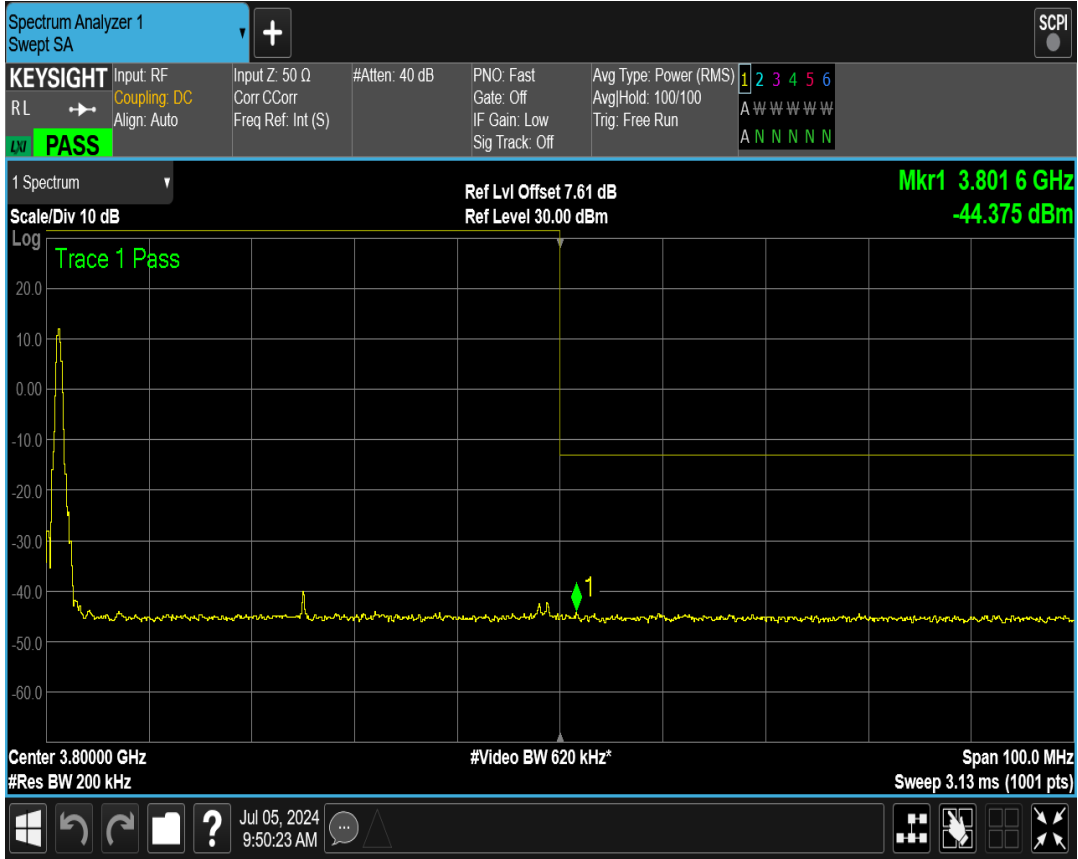 Spectrum Analyzer 1
Swept SA
SCPI
KEYSIGHT
RL
LXI PASS
Input: RF
Coupling: DC
Align: Auto
Input Z: 50 Ω
Corr CCorr
Freq Ref: Int (S)
#Atten: 40 dB
PNO: Fast
Gate: Off
IF Gain: Low
Sig Track: Off
Avg Type: Power (RMS)
Avg|Hold: 100/100
Trig: Free Run
1 2 3 4 5 6
A W W W W W
A N N N N N
1 Spectrum
Scale/Div 10 dB
Ref Lvl Offset 7.61 dB
Ref Level 30.00 dBm
Mkr1 3.801 6 GHz
-44.375 dBm
Log
Trace 1 Pass
20.0
10.0
0.00
-10.0
-20.0
-30.0
-40.0
1
-50.0
-60.0
Center 3.80000 GHz
#Video BW 620 kHz*
Span 100.0 MHz
#Res BW 200 kHz
Sweep 3.13 ms (1001 pts)
?
Jul 05, 2024
9:50:23 AM